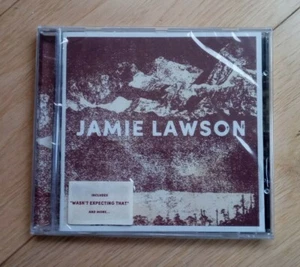 JAMIE LAWSON
INCLUDES
"WASN'T EXPECTING THAT"
AND MORE...